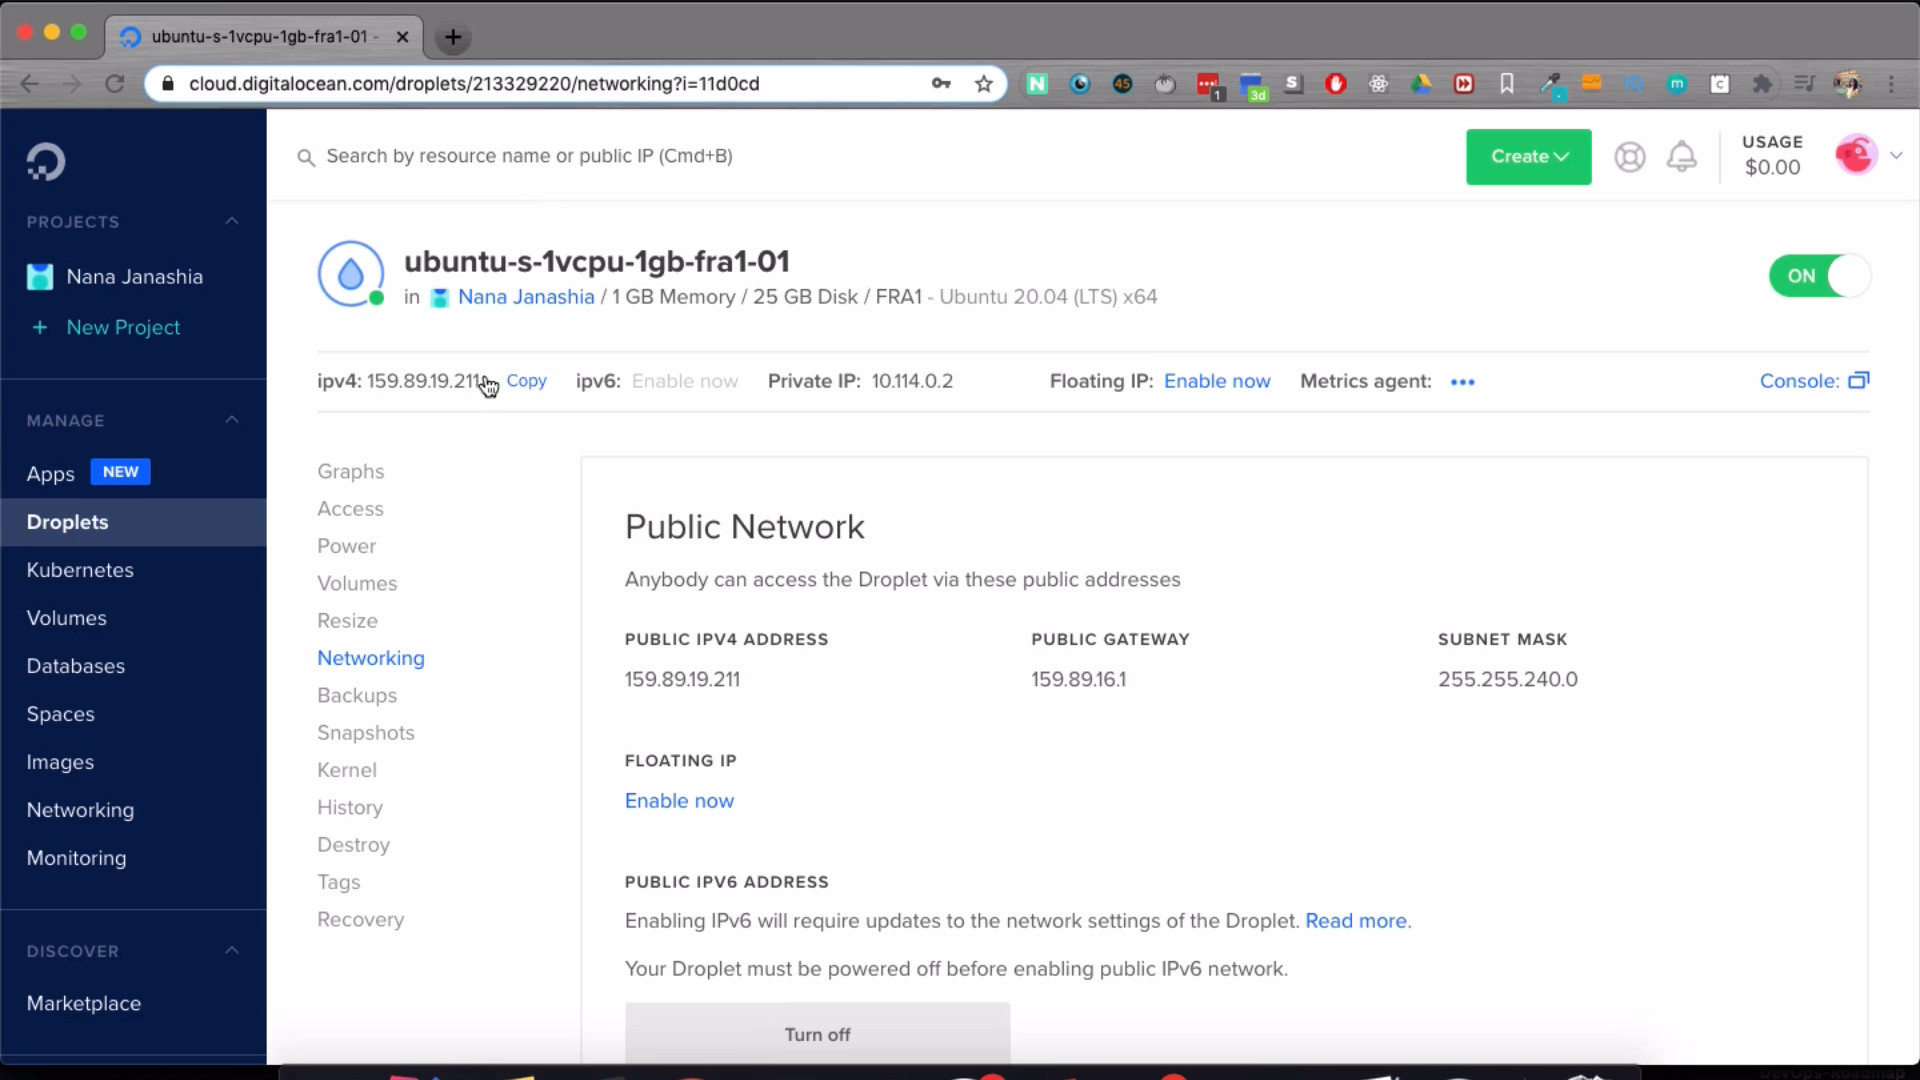 ubuntu-s-1vcpu-1gb-fra1-01 -
cloud.digitalocean.com/droplets/213329220/networking?i=11d0cd
N
45
1
3d
S
m
C
Search by resource name or public IP (Cmd+B)
Create
USAGE
$0.00
PROJECTS
Nana Janashia
+ New Project
MANAGE
Apps NEW
Droplets
Kubernetes
Volumes
Databases
Spaces
Images
Networking
Monitoring
DISCOVER
Marketplace
ubuntu-s-1vcpu-1gb-fra1-01
in Nana Janashia / 1 GB Memory / 25 GB Disk / FRA1 - Ubuntu 20.04 (LTS) x64
ON
ipv4: 159.89.19.211 Copy ipv6: Enable now Private IP: 10.114.0.2 Floating IP: Enable now Metrics agent: ••• Console:
Graphs
Access
Power
Volumes
Resize
Networking
Backups
Snapshots
Kernel
History
Destroy
Tags
Recovery
Public Network
Anybody can access the Droplet via these public addresses
PUBLIC IPV4 ADDRESS PUBLIC GATEWAY SUBNET MASK
159.89.19.211 159.89.16.1 255.255.240.0
FLOATING IP
Enable now
PUBLIC IPV6 ADDRESS
Enabling IPv6 will require updates to the network settings of the Droplet. Read more.
Your Droplet must be powered off before enabling public IPv6 network.
Turn off